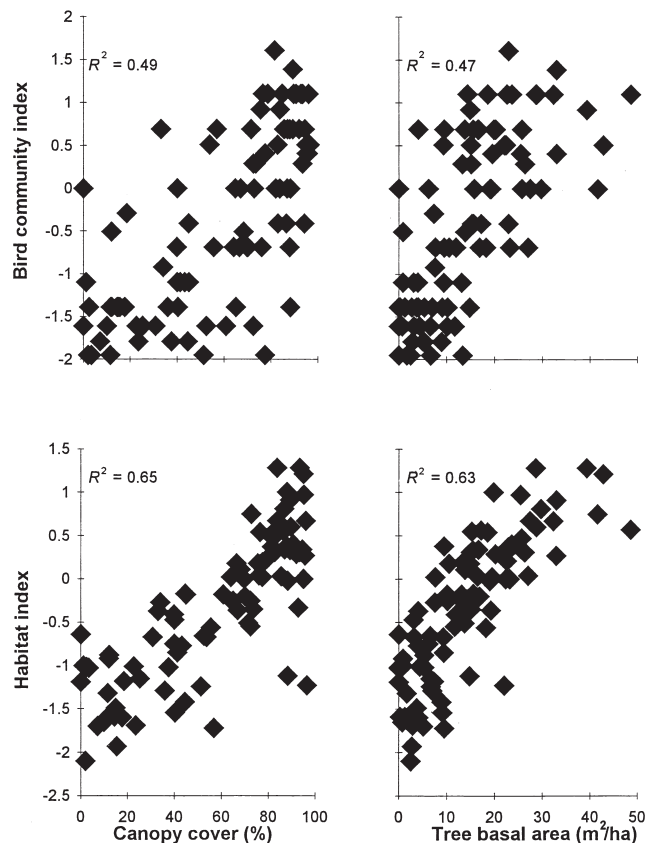 Bird community index
2
1.5
1
0.5
0
-0.5
-1
-1.5
-2
R² = 0.49
R² = 0.47
Habitat index
1.5
1
0.5
0
-0.5
-1
-1.5
-2
-2.5
R² = 0.65
R² = 0.63
0 20 40 60 80 100
Canopy cover (%)
0 10 20 30 40 50
Tree basal area (m²/ha)